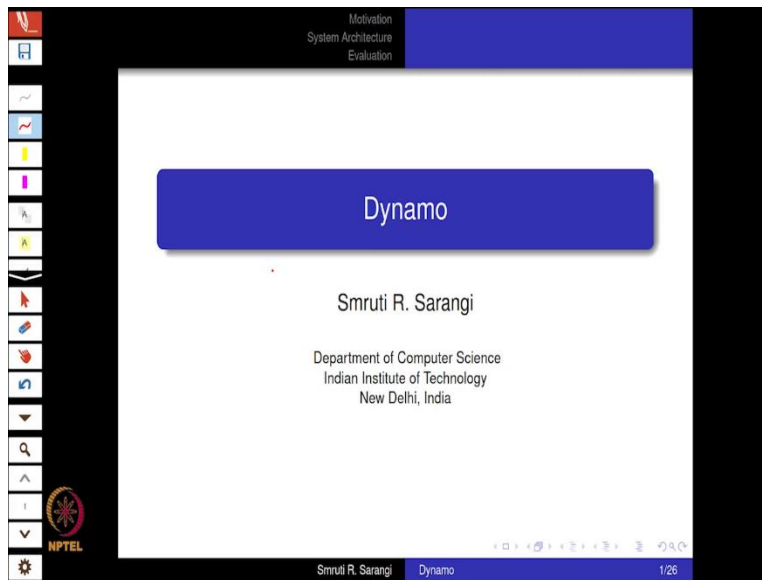 Motivation
System Architecture
Evaluation
Dynamo
Smruti R. Sarangi
Department of Computer Science
Indian Institute of Technology
New Delhi, India
NPTEL
Smruti R. Sarangi Dynamo 1/26